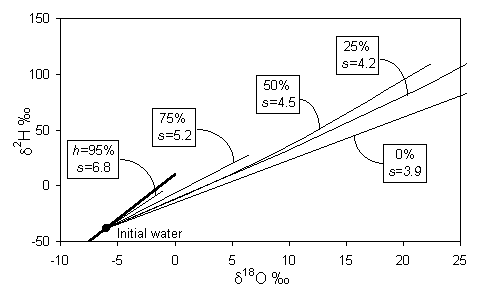 150
100
50
0
-50
δ²H ‰
25%
s=4.2
50%
s=4.5
75%
s=5.2
h=95%
s=6.8
0%
s=3.9
Initial water
-10 -5 0 5 10 15 20 25
δ¹⁸O ‰